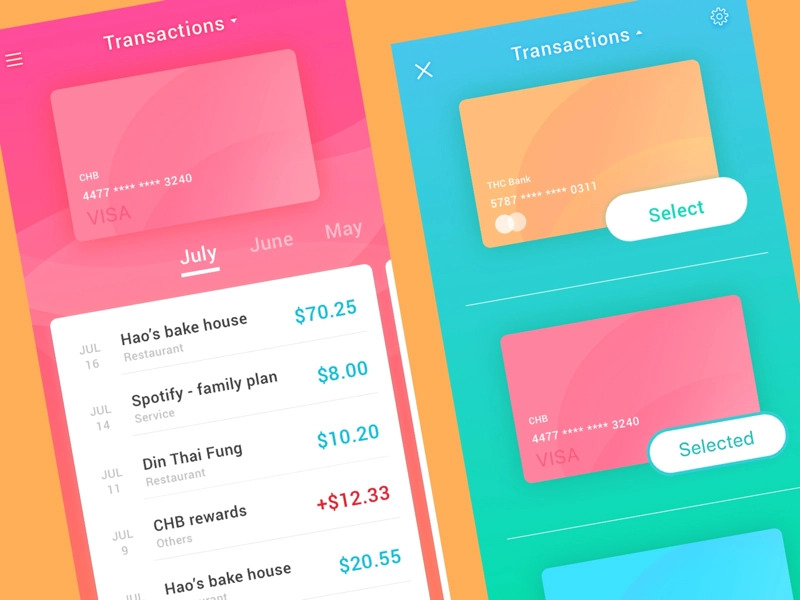 Transactions
CHB
4477 **** **** 3240
VISA
July
June
May
JUL
16
Hao's bake house
Restaurant
$70.25
JUL
14
Spotify - family plan
Service
$8.00
JUL
11
Din Thai Fung
Restaurant
$10.20
JUL
9
CHB rewards
Others
+$12.33
JUL
Hao's bake house
$20.55
Transactions
THC Bank
5787 **** **** 0311
Select
CHB
4477 **** **** 3240
VISA
Selected